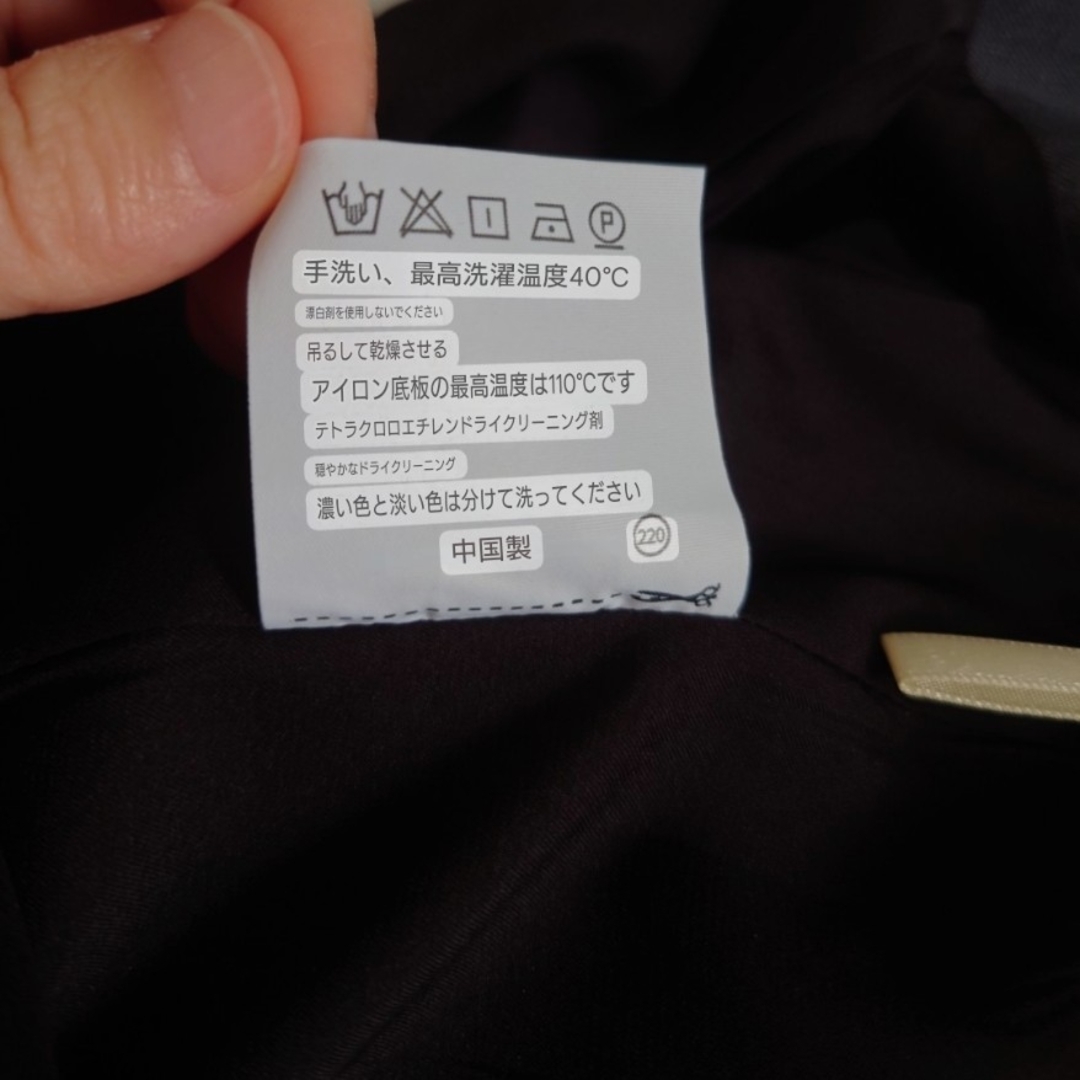 P
手洗い、最高洗濯温度40℃
漂白剤を使用しないでください
吊るして乾燥させる
アイロン底板の最高温度は110℃です
テトラクロロエチレンドライクリーニング剤
穏やかなドライクリーニング
濃い色と淡い色は分けて洗ってください
中国製
220